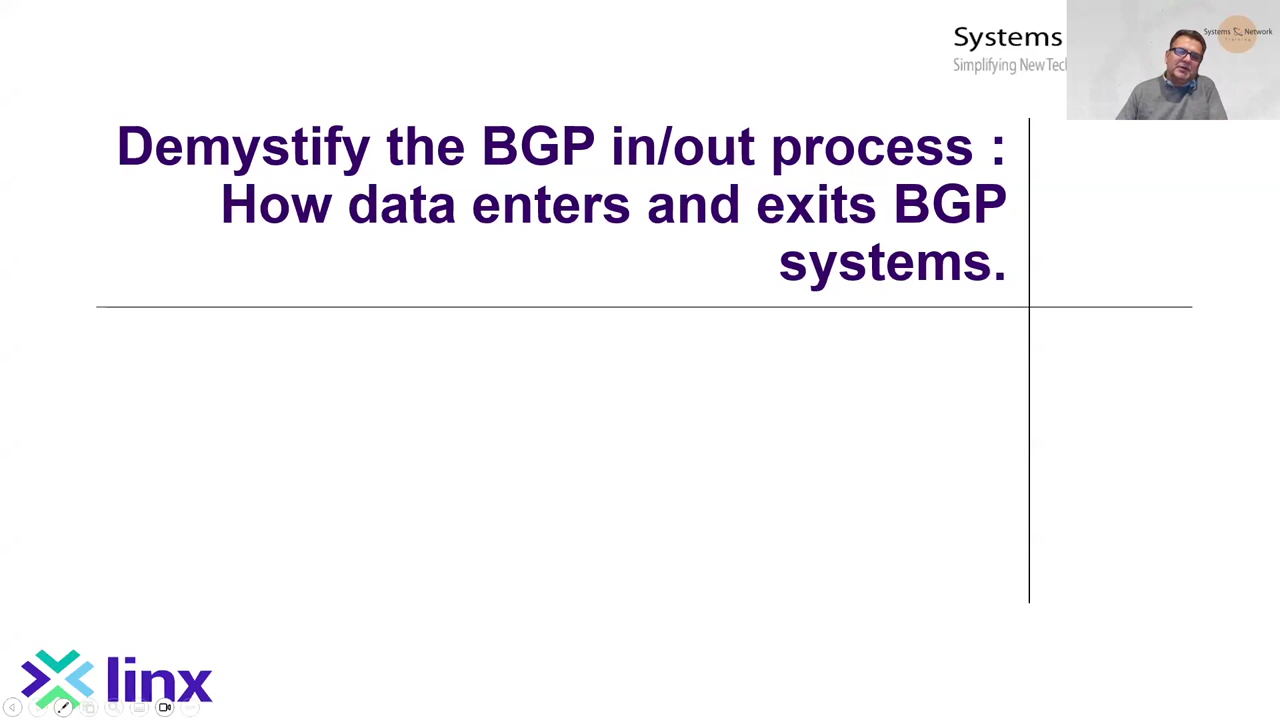 Systems
Simplifying New Tec
Systems & Network
Training
Demystify the BGP in/out process :
How data enters and exits BGP
systems.
linx